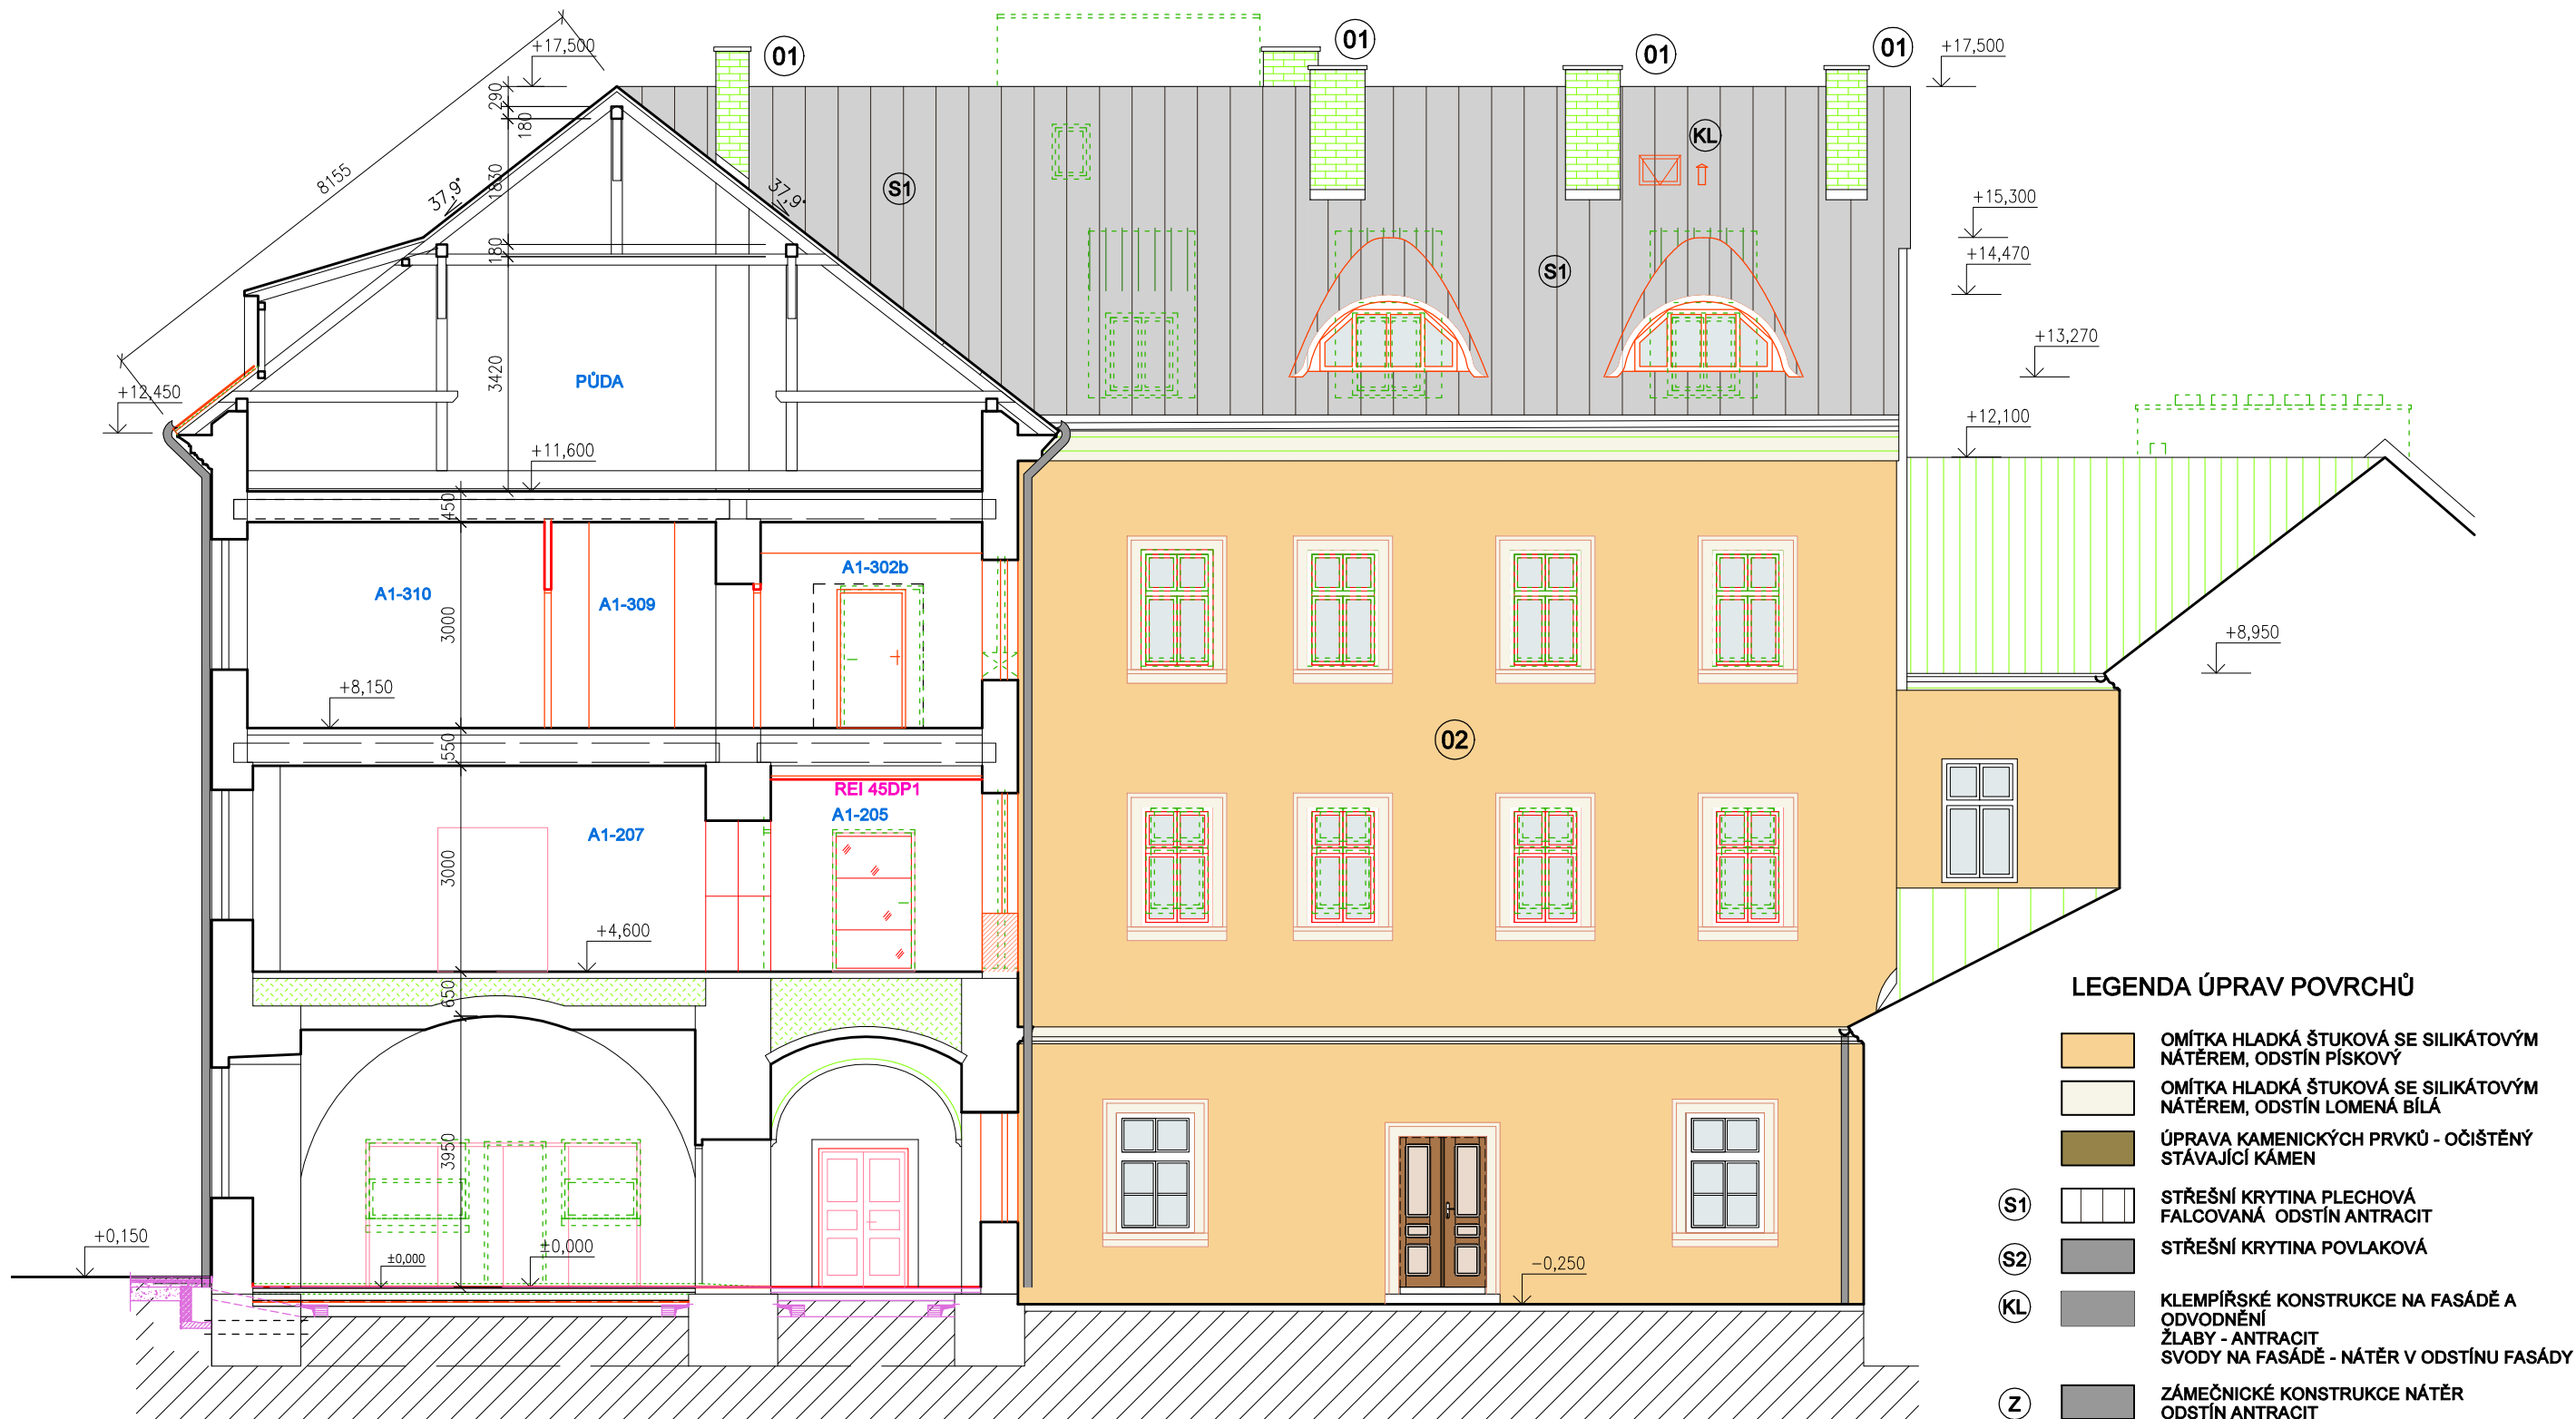 01
01
01
01
+17,500
+17,500
290
180
1830
8155
37,9°
37,9°
KL
S1
S1
+15,300
+14,470
+13,270
180
3420
PŮDA
+12,450
+12,100
+11,600
450
A1-302b
A1-310
A1-309
3000
+8,950
+8,150
550
02
REI 45DP1
A1-205
A1-207
3000
+4,600
650
3950
+0,150
±0,000
±0,000
-0,250
LEGENDA ÚPRAV POVRCHŮ
OMÍTKA HLADKÁ ŠTUKOVÁ SE SILIKÁTOVÝM
NÁTĚREM, ODSTÍN PÍSKOVÝ
OMÍTKA HLADKÁ ŠTUKOVÁ SE SILIKÁTOVÝM
NÁTĚREM, ODSTÍN LOMENÁ BÍLÁ
ÚPRAVA KAMENICKÝCH PRVKŮ - OČIŠTĚNÝ
STÁVAJÍCÍ KÁMEN
S1 STŘEŠNÍ KRYTINA PLECHOVÁ
FALCOVANÁ ODSTÍN ANTRACIT
S2 STŘEŠNÍ KRYTINA POVLAKOVÁ
KL KLEMPÍŘSKÉ KONSTRUKCE NA FASÁDĚ A
ODVODNĚNÍ
ŽLABY - ANTRACIT
SVODY NA FASÁDĚ - NÁTĚR V ODSTÍNU FASÁDY
Z ZÁMEČNICKÉ KONSTRUKCE NÁTĚR
ODSTÍN ANTRACIT